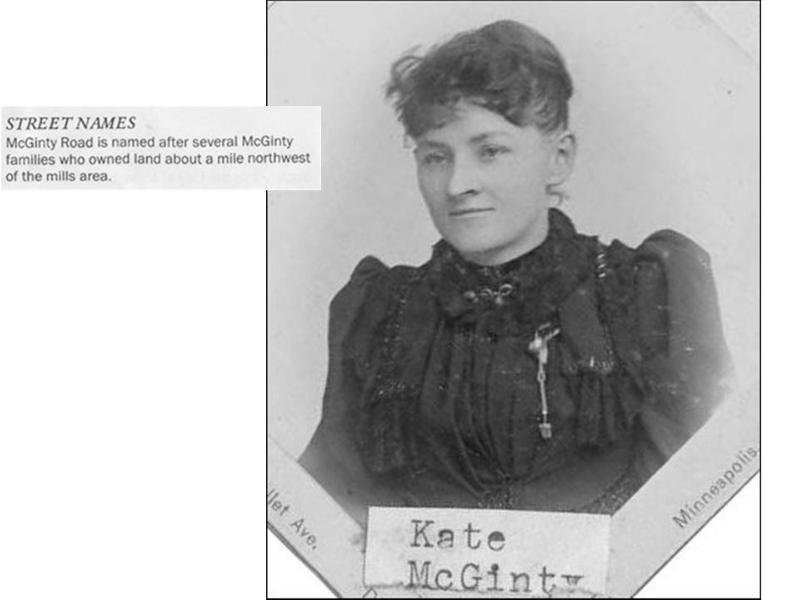 STREET NAMES
McGinty Road is named after several McGinty
families who owned land about a mile northwest
of the mills area.
Ave.
Minneapolis.
Kate
McGinty